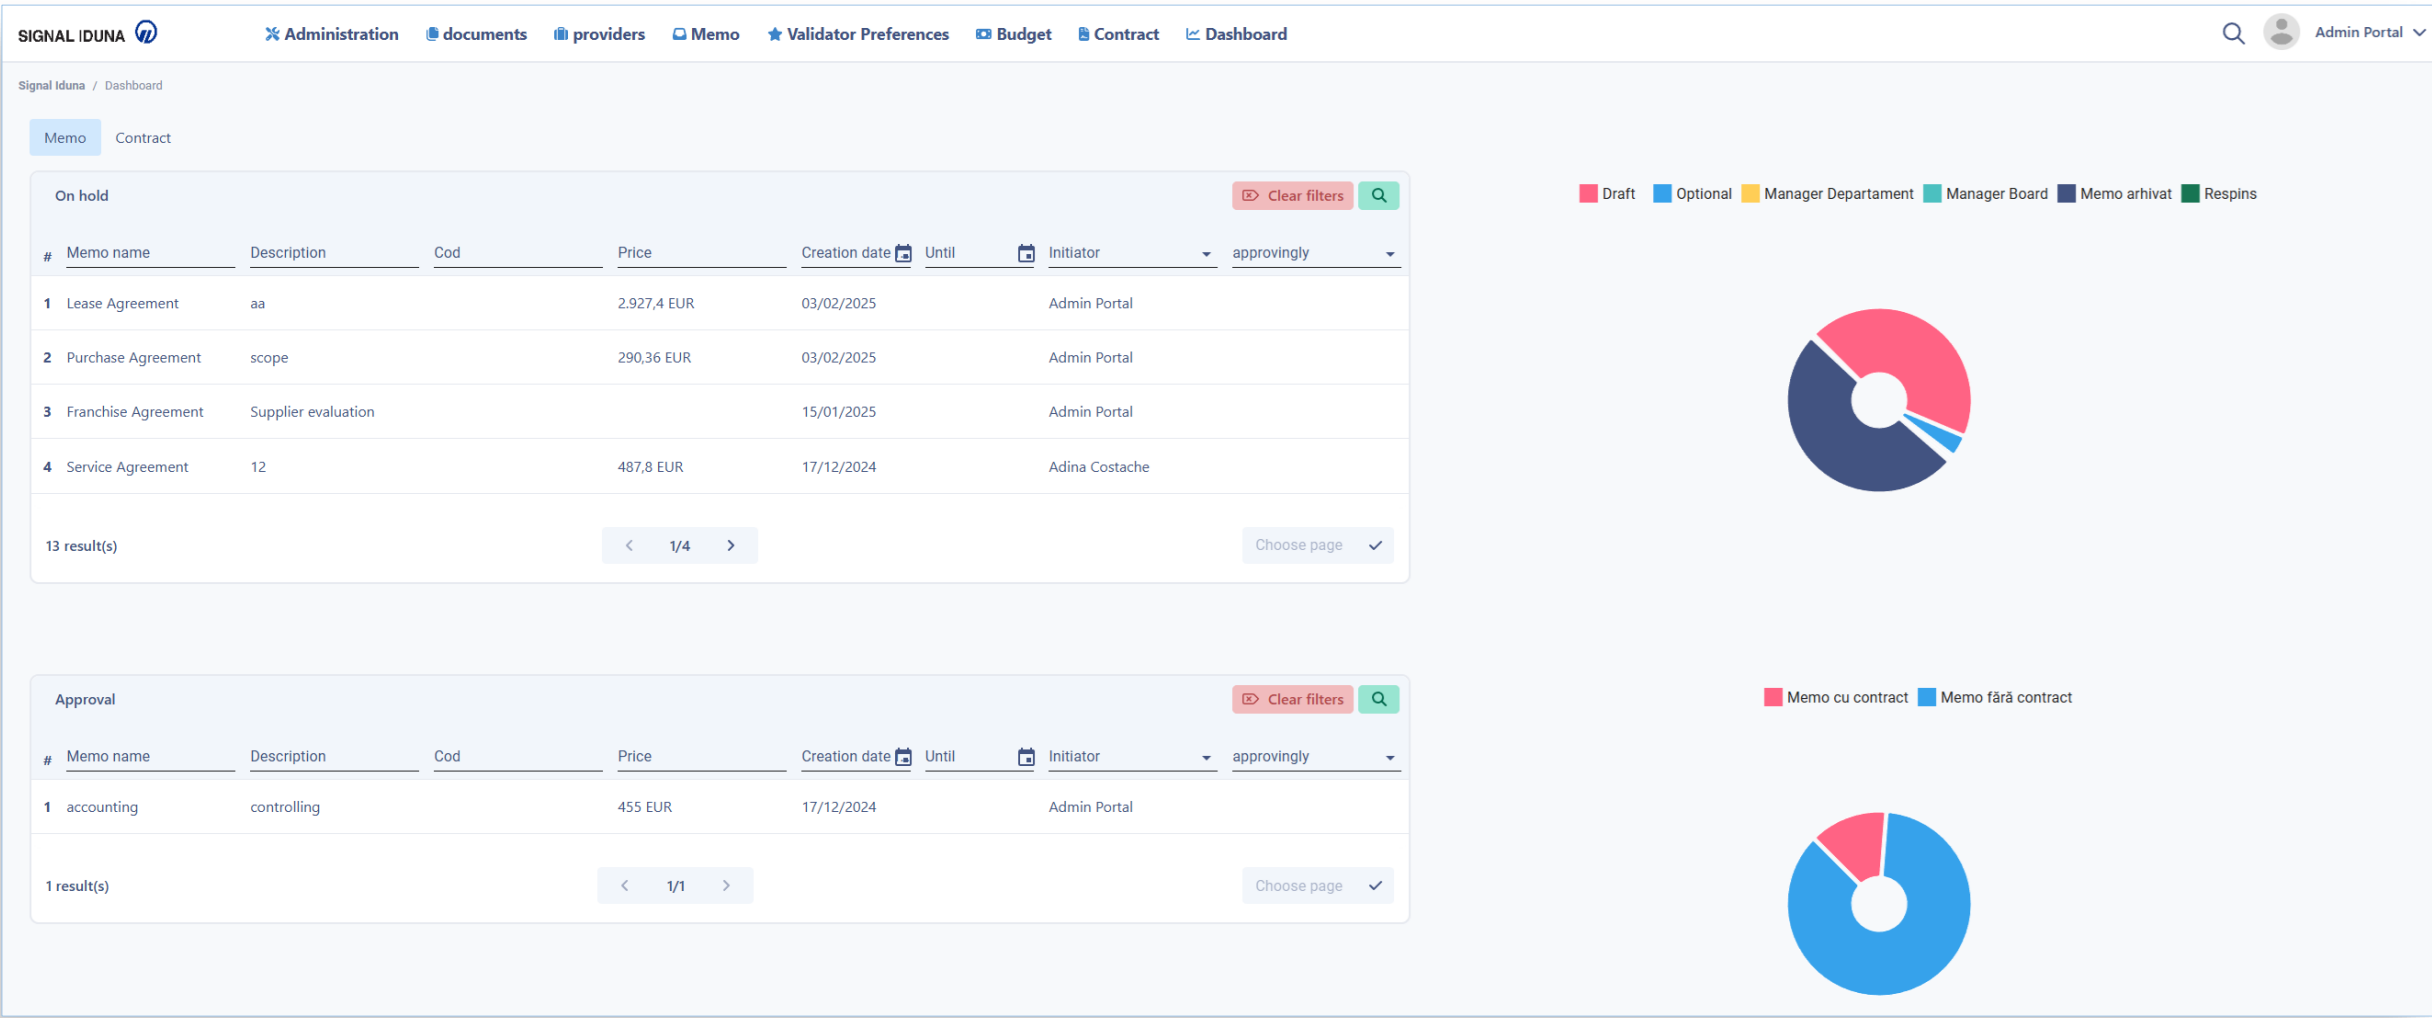 SIGNAL IDUNA
Administration documents providers Memo Validator Preferences Budget Contract Dashboard
Admin Portal
Signal Iduna / Dashboard
Memo Contract
On hold
Clear filters
# Memo name Description Cod Price Creation date Until Initiator approvingly
1 Lease Agreement aa 2.927,4 EUR 03/02/2025 Admin Portal
2 Purchase Agreement scope 290,36 EUR 03/02/2025 Admin Portal
3 Franchise Agreement Supplier evaluation 15/01/2025 Admin Portal
4 Service Agreement 12 487,8 EUR 17/12/2024 Adina Costache
13 result(s) 1/4 Choose page
Draft Optional Manager Departament Manager Board Memo arhivat Respins
Approval
Clear filters
# Memo name Description Cod Price Creation date Until Initiator approvingly
1 accounting controlling 455 EUR 17/12/2024 Admin Portal
1 result(s) 1/1 Choose page
Memo cu contract Memo fără contract